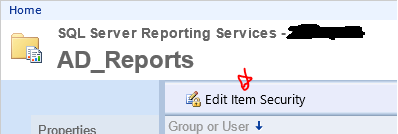 Home
SQL Server Reporting Services -
AD_Reports
Edit Item Security
Properties
Group or User